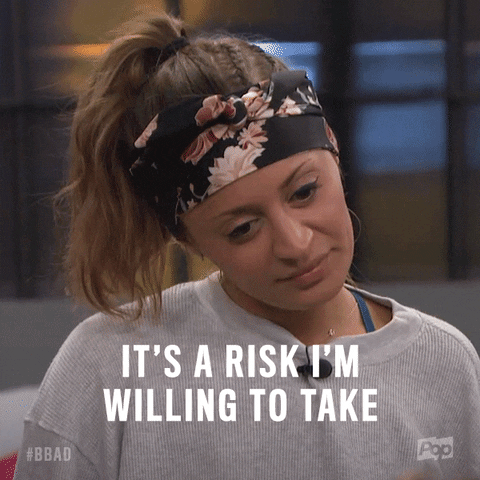 IT'S A RISK I'M
WILLING TO TAKE
#BBAD
Pop